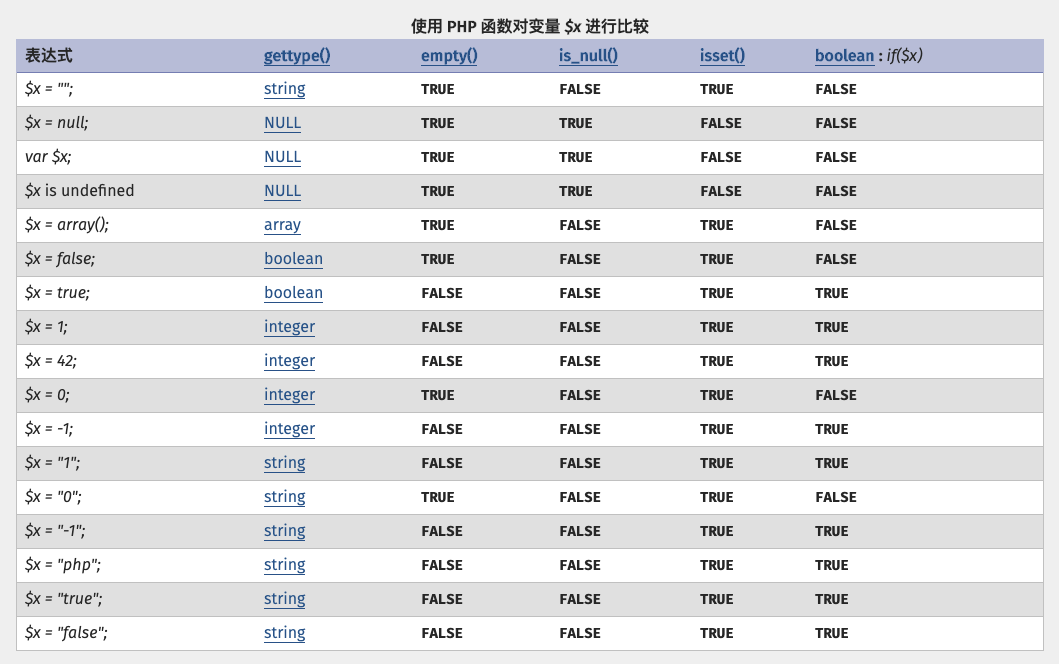 使用 PHP 函数对变量 $x 进行比较
表达式 gettype() empty() is_null() isset() boolean : if($x)
$x = ""; string TRUE FALSE TRUE FALSE
$x = null; NULL TRUE TRUE FALSE FALSE
var $x; NULL TRUE TRUE FALSE FALSE
$x is undefined NULL TRUE TRUE FALSE FALSE
$x = array(); array TRUE FALSE TRUE FALSE
$x = false; boolean TRUE FALSE TRUE FALSE
$x = true; boolean FALSE FALSE TRUE TRUE
$x = 1; integer FALSE FALSE TRUE TRUE
$x = 42; integer FALSE FALSE TRUE TRUE
$x = 0; integer TRUE FALSE TRUE FALSE
$x = -1; integer FALSE FALSE TRUE TRUE
$x = "1"; string FALSE FALSE TRUE TRUE
$x = "0"; string TRUE FALSE TRUE FALSE
$x = "-1"; string FALSE FALSE TRUE TRUE
$x = "php"; string FALSE FALSE TRUE TRUE
$x = "true"; string FALSE FALSE TRUE TRUE
$x = "false"; string FALSE FALSE TRUE TRUE